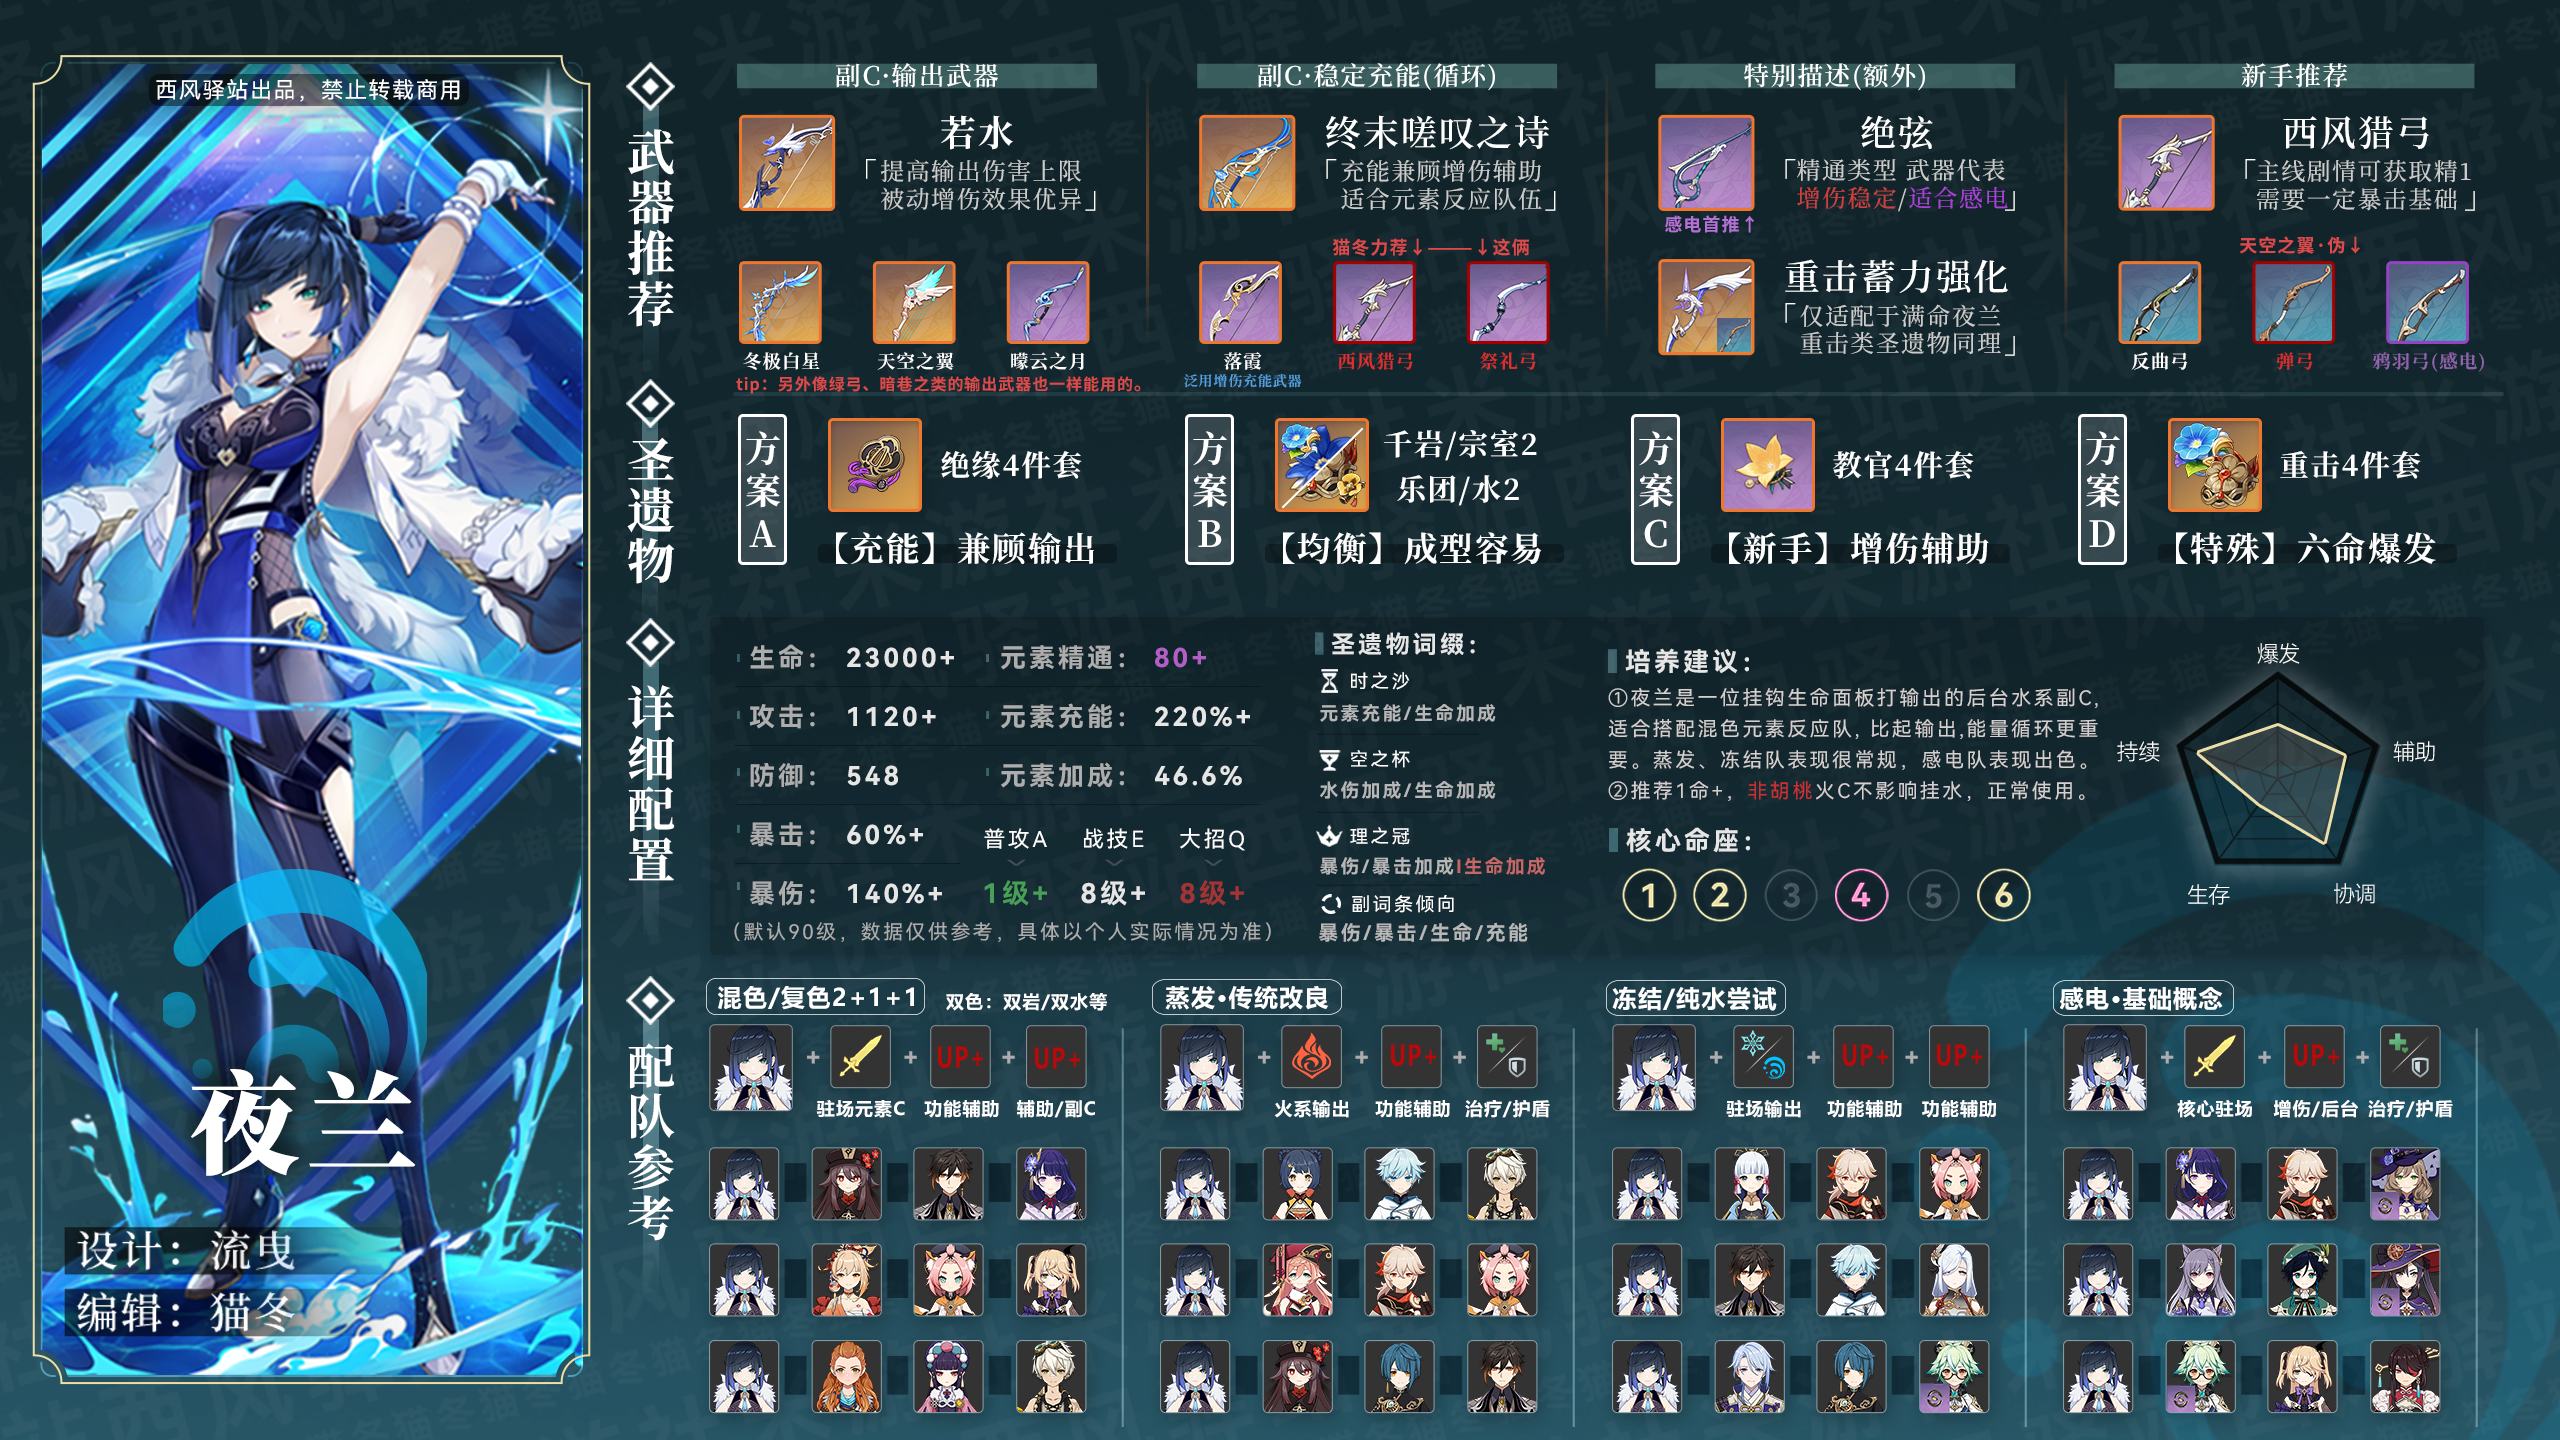 西风驿站出品，禁止转载商用
夜兰
设计：流曳
编辑：猫冬
武器推荐
副C·输出武器
若水
「提高输出伤害上限
被动增伤效果优异」
冬极白星
天空之翼
曚云之月
tip：另外像绿弓、暗巷之类的输出武器也一样能用的。
副C·稳定充能(循环)
终末嗟叹之诗
「充能兼顾增伤辅助
适合元素反应队伍」
猫冬力荐↓——↓这俩
落霞
泛用增伤充能武器
西风猎弓
祭礼弓
特别描述(额外)
绝弦
「精通类型 武器代表
增伤稳定/适合感电」
感电首推↑
重击蓄力强化
「仅适配于满命夜兰
重击类圣遗物同理」
新手推荐
西风猎弓
「主线剧情可获取精1
需要一定暴击基础」
天空之翼·伪↓
反曲弓
弹弓
鸦羽弓(感电)
圣遗物
方案A
绝缘4件套
【充能】兼顾输出
方案B
千岩/宗室2
乐团/水2
【均衡】成型容易
方案C
教官4件套
【新手】增伤辅助
方案D
重击4件套
【特殊】六命爆发
详细配置
生命：23000+ 元素精通：80+
攻击：1120+ 元素充能：220%+
防御：548 元素加成：46.6%
暴击：60%+ 普攻A 战技E 大招Q
暴伤：140%+ 1级+ 8级+ 8级+
(默认90级，数据仅供参考，具体以个人实际情况为准)
圣遗物词缀：
时之沙
元素充能/生命加成
空之杯
水伤加成/生命加成
理之冠
暴伤/暴击加成|生命加成
副词条倾向
暴伤/暴击/生命/充能
培养建议：
①夜兰是一位挂钩生命面板打输出的后台水系副C,
适合搭配混色元素反应队, 比起输出,能量循环更重
要。蒸发、冻结队表现很常规，感电队表现出色。
②推荐1命+，非胡桃火C不影响挂水，正常使用。
核心命座：
1 2 3 4 5 6
爆发
持续
辅助
生存
协调
配队参考
混色/复色2+1+1 双色：双岩/双水等
+ + UP+ + UP+
驻场元素C 功能辅助 辅助/副C
蒸发·传统改良
+ + UP+ +
火系输出 功能辅助 治疗/护盾
冻结/纯水尝试
+ + UP+ + UP+
驻场输出 功能辅助 功能辅助
感电·基础概念
+ + UP+ +
核心驻场 增伤/后台 治疗/护盾